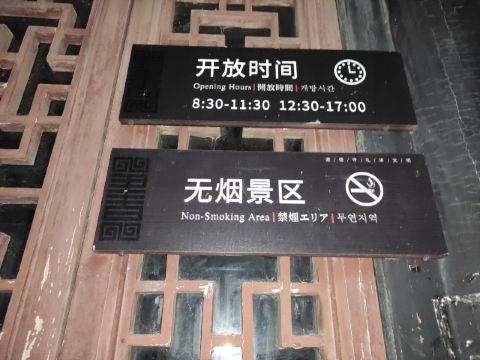 开放时间
Opening Hours | 開放時間 | 개방시간
8:30-11:30 12:30-17:00
无烟景区
Non-Smoking Area | 禁煙エリア | 무연지역